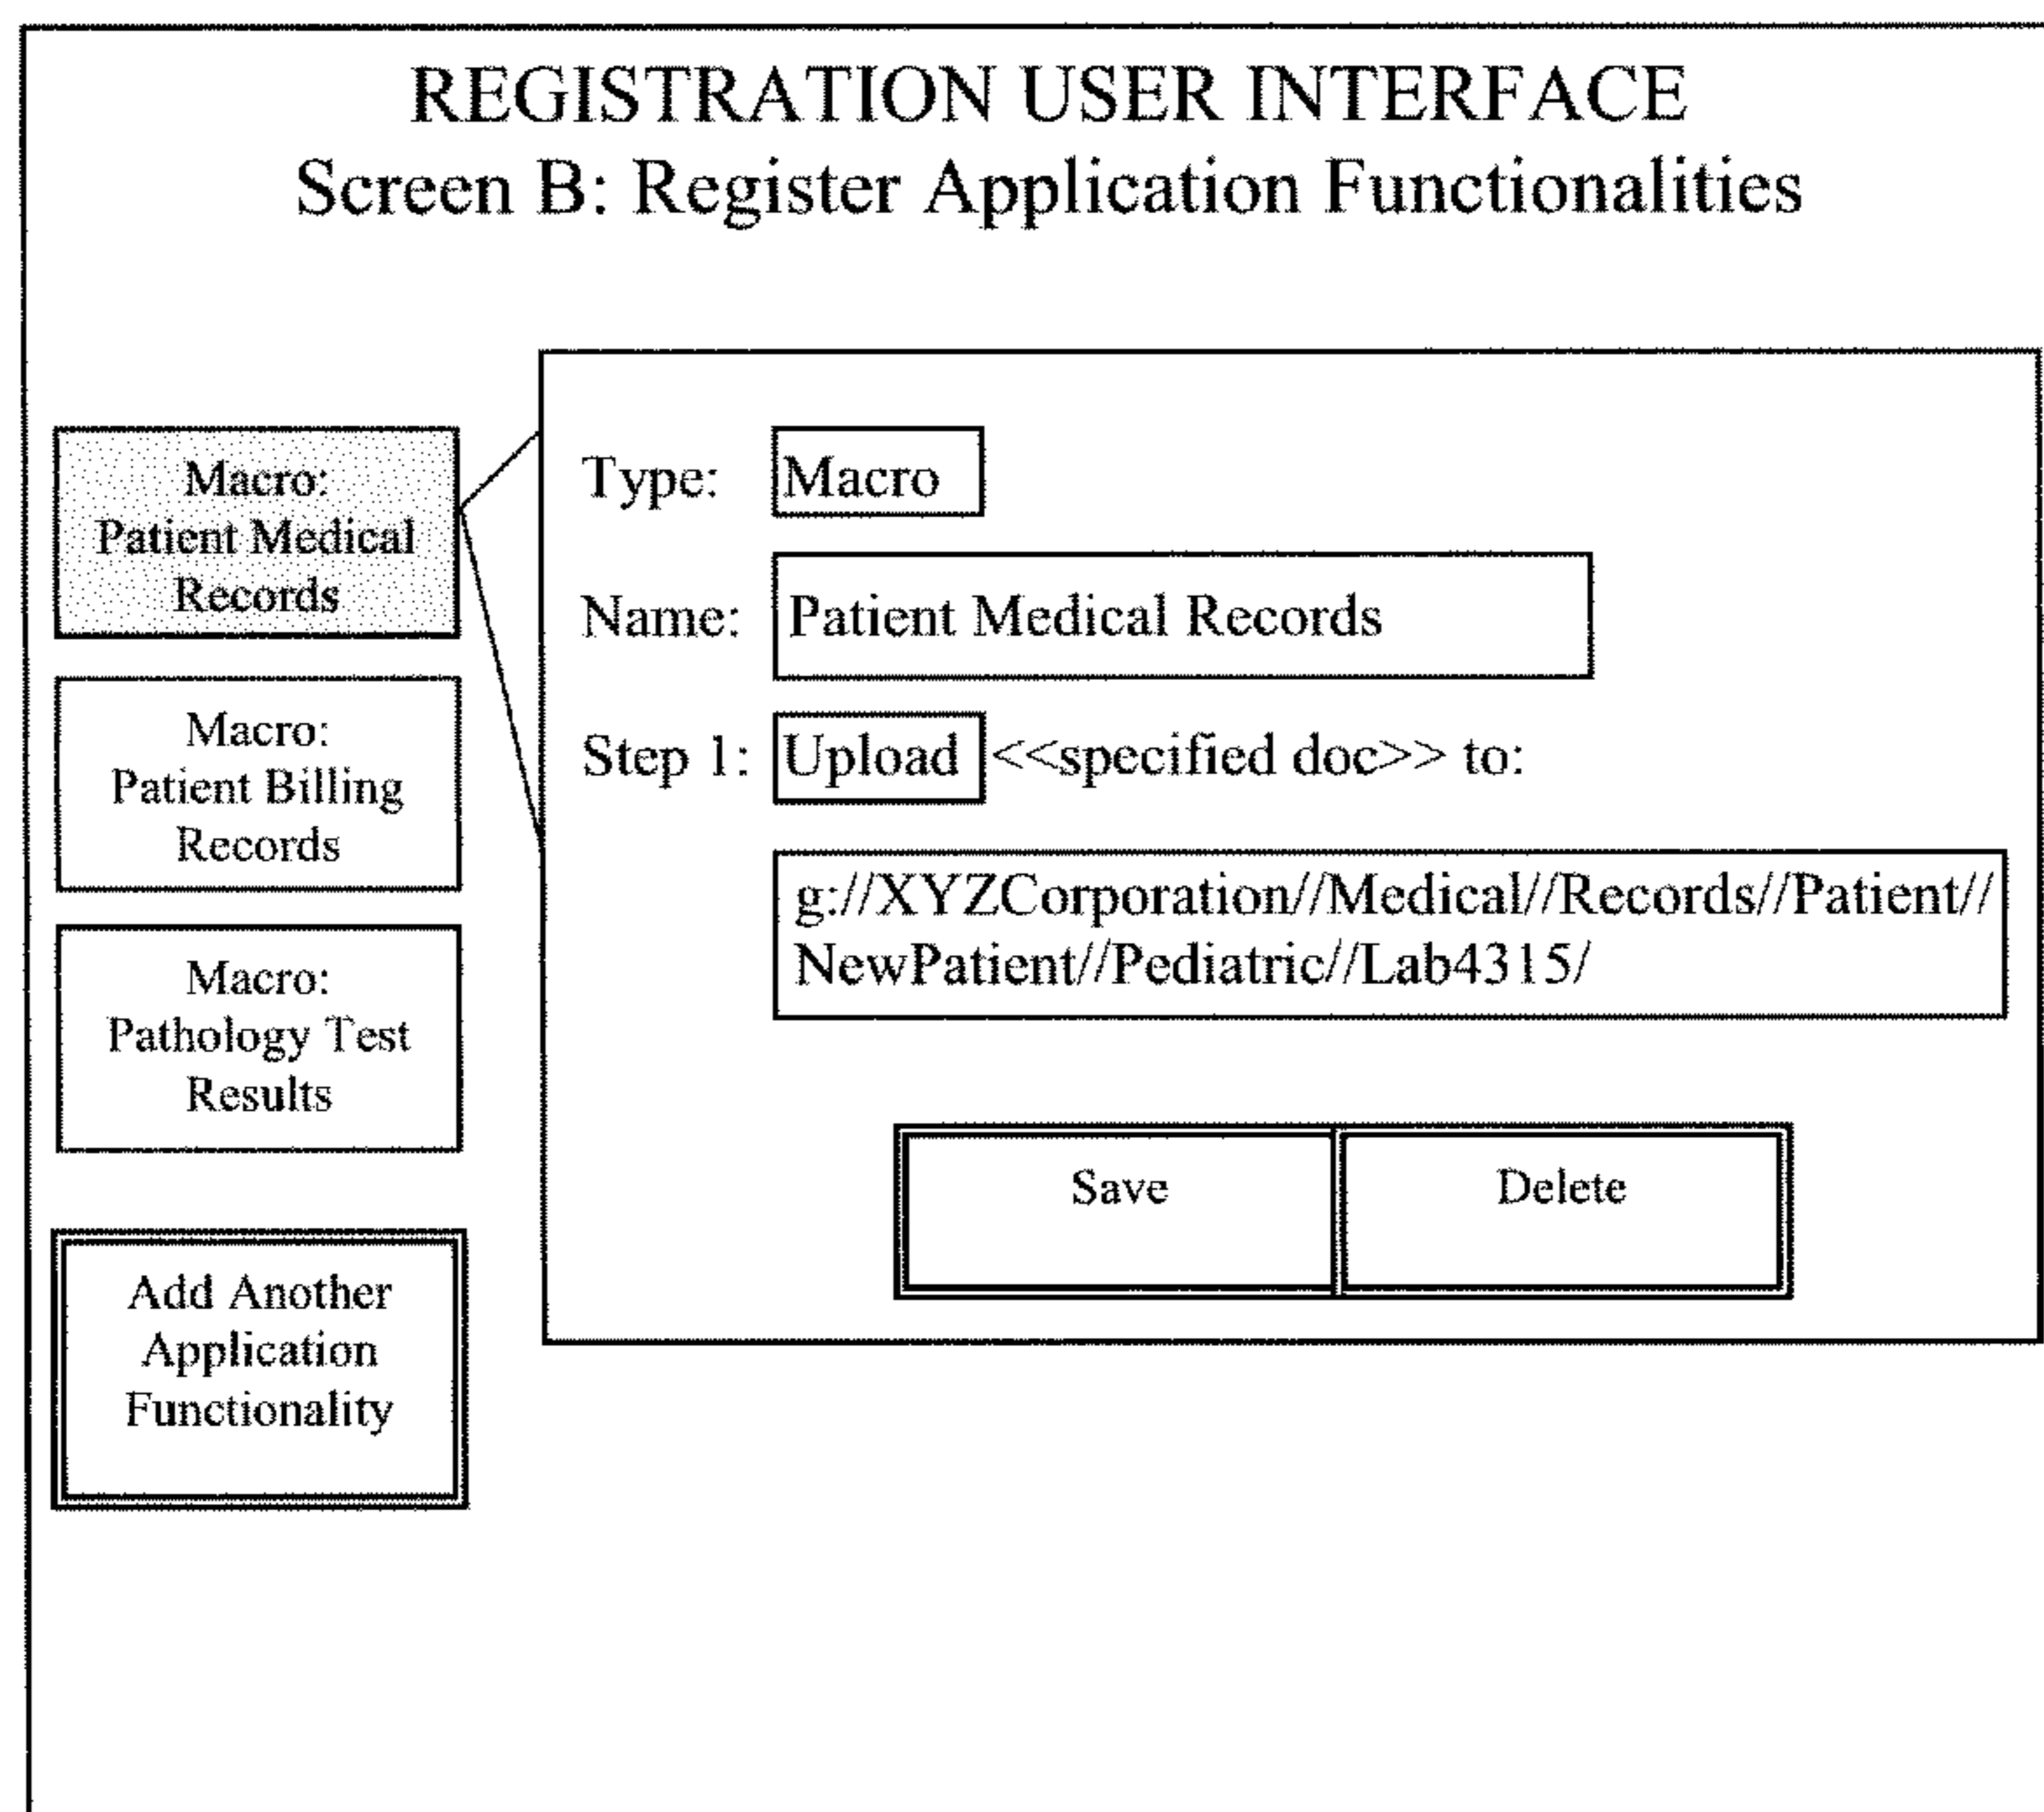 REGISTRATION USER INTERFACE
Screen B: Register Application Functionalities
Macro:
Patient Medical
Records
Macro:
Patient Billing
Records
Macro:
Pathology Test
Results
Add Another
Application
Functionality
Type: Macro
Name: Patient Medical Records
Step 1: Upload <<specified doc>> to:
g://XYZCorporation//Medical//Records//Patient//
NewPatient//Pediatric//Lab4315/
Save Delete